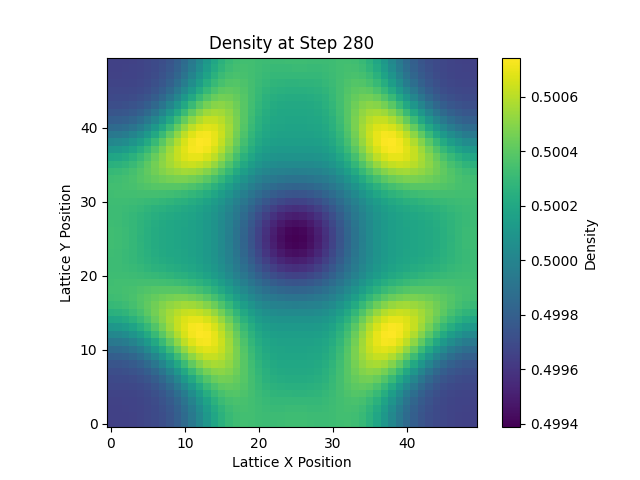 Density at Step 280
Lattice Y Position
40
30
20
10
0
0 10 20 30 40
Lattice X Position
0.5006
0.5004
0.5002
0.5000
0.4998
0.4996
0.4994
Density